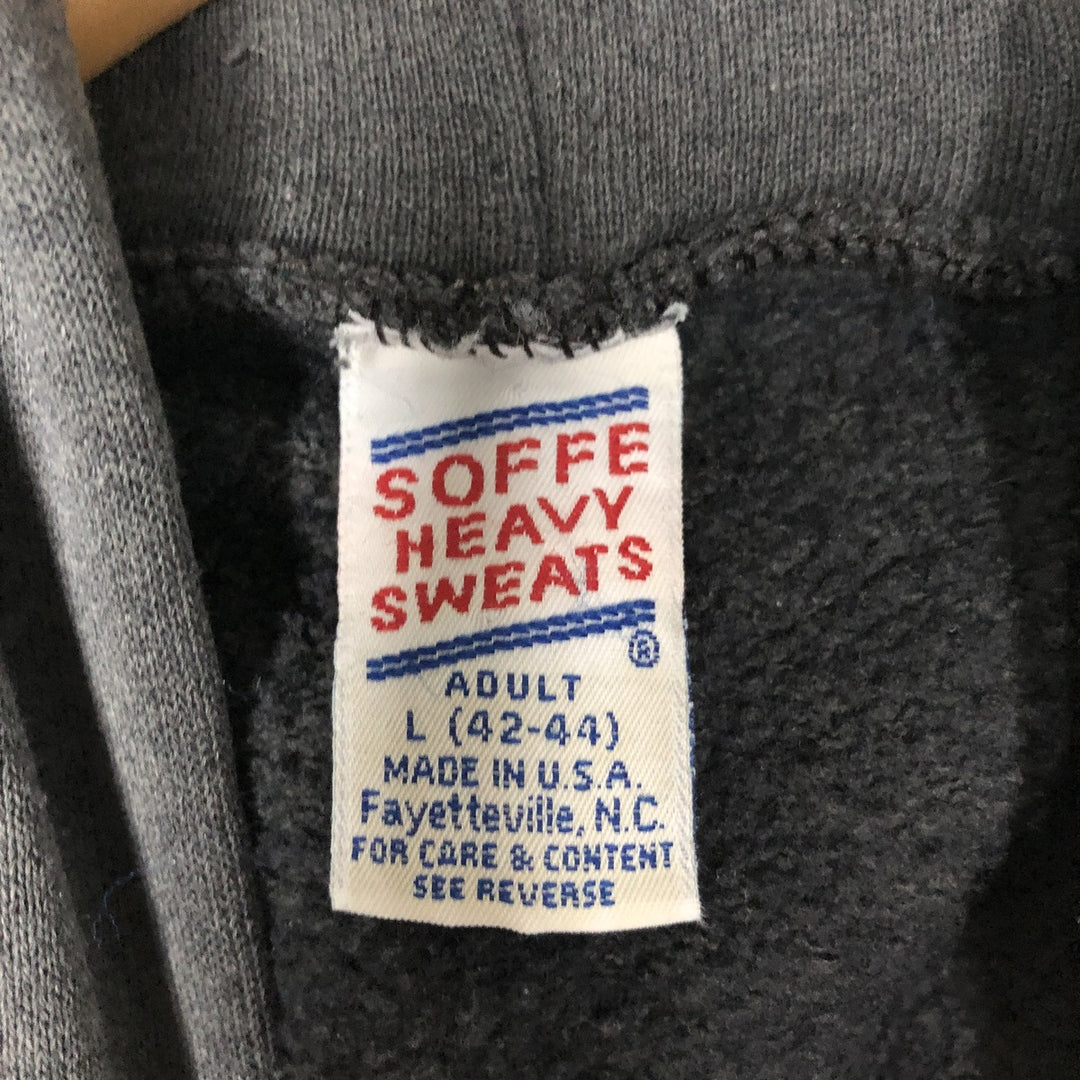 SOFFE
HEAVY
SWEATS
®
ADULT
L (42-44)
MADE IN U.S.A.
Fayetteville, N.C.
FOR CARE & CONTENT
SEE REVERSE